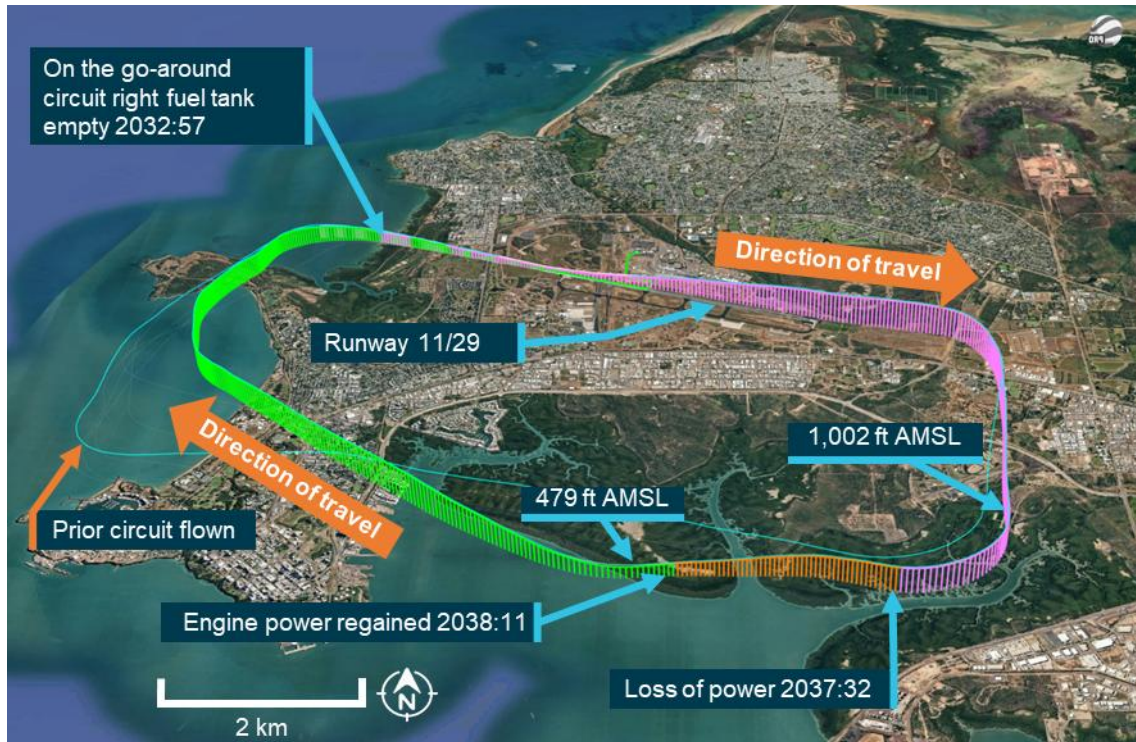 On the go-around
circuit right fuel tank
empty 2032:57
Direction of travel
Runway 11/29
1,002 ft AMSL
Direction of travel
479 ft AMSL
Prior circuit flown
Engine power regained 2038:11
Loss of power 2037:32
2 km
N